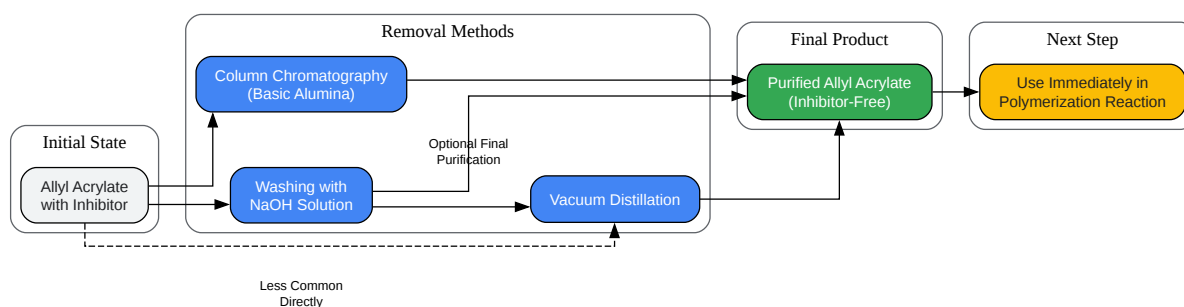 Removal Methods
Final Product
Next Step
Column Chromatography
(Basic Alumina)
Purified Allyl Acrylate
(Inhibitor-Free)
Use Immediately in
Polymerization Reaction
Initial State
Optional Final
Purification
Allyl Acrylate
with Inhibitor
Washing with
NaOH Solution
Vacuum Distillation
Less Common
Directly